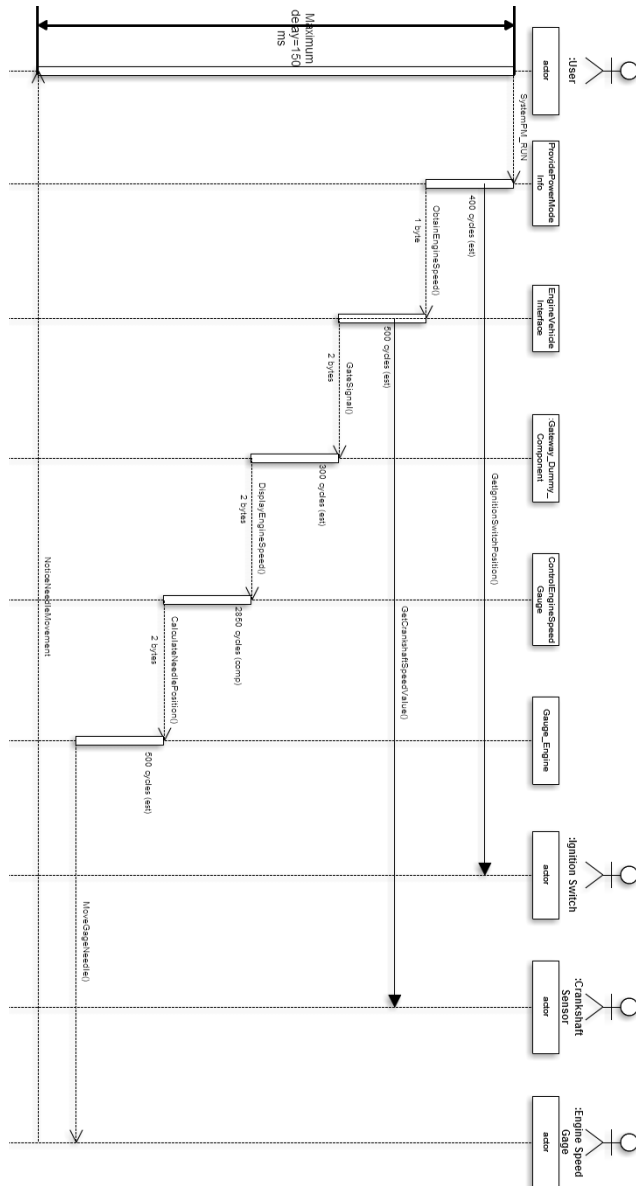 :User
actor
ProvidePowerMode
Info
EngineVehicle
Interface
:Gateway_Dummy_
Component
ControlEngineSpeed
Gauge
Gauge_Engine
:Ignition Switch
actor
:Crankshaft
Sensor
actor
:Engine Speed
Gage
actor
Maximum
delay=150
ms
SystemPM_RUN
400 cycles (est)
GetIgnitionSwitchPosition()
ObtainEngineSpeed()
1 byte
500 cycles (est)
GetCrankshaftSpeedValue()
GateSignal()
2 bytes
300 cycles (est)
DisplayEngineSpeed()
2 bytes
2850 cycles (comp)
CalculateNeedlePosition()
2 bytes
500 cycles (est)
MoveGageNeedle()
NoticeNeedleMovement